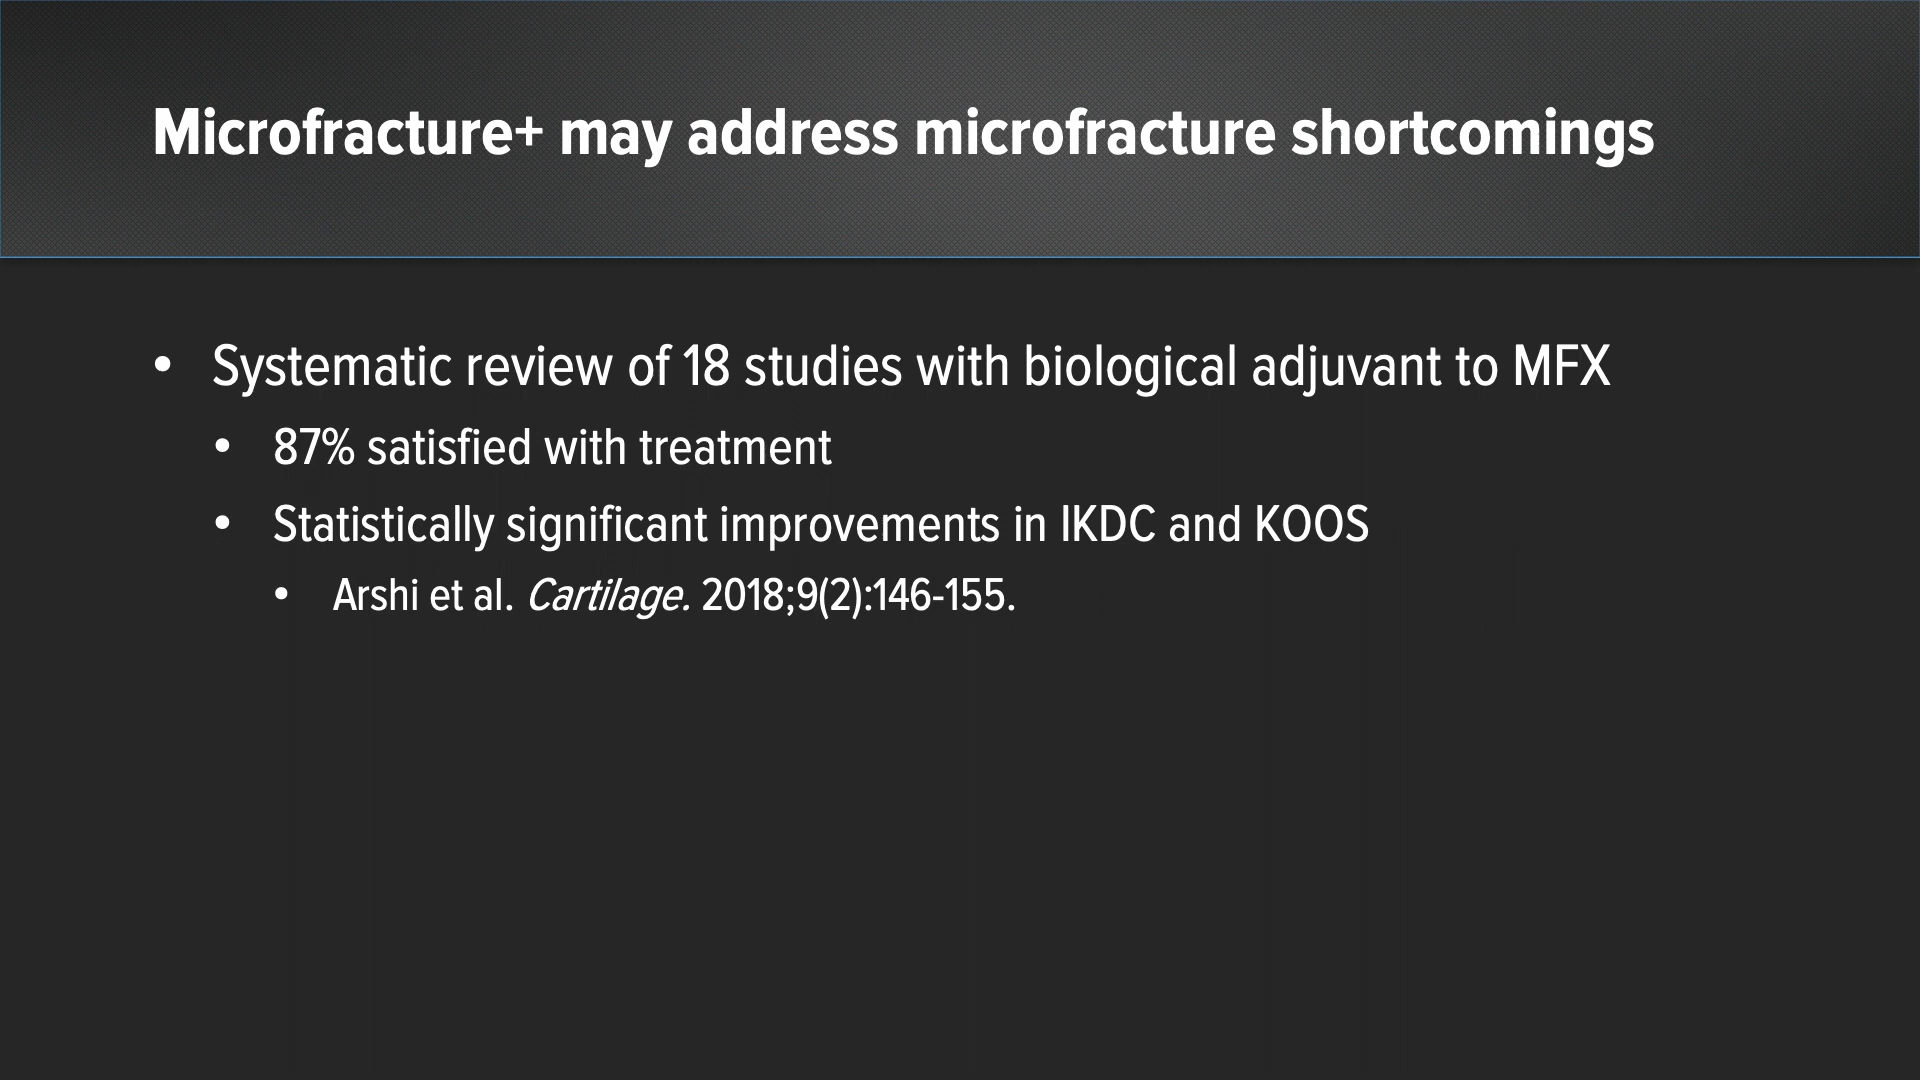 Microfracture+ may address microfracture shortcomings
• Systematic review of 18 studies with biological adjuvant to MFX
• 87% satisfied with treatment
• Statistically significant improvements in IKDC and KOOS
• Arshi et al. Cartilage. 2018;9(2):146-155.